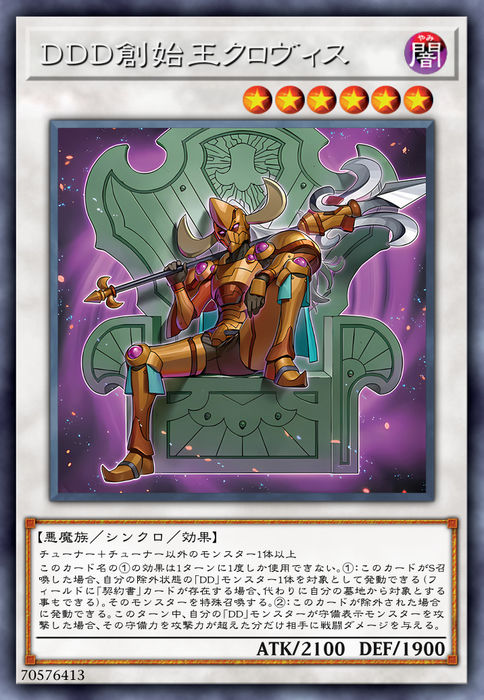 DDD創始王クロヴィス
やみ
闇
【悪魔族／シンクロ／効果】
チューナー＋チューナー以外のモンスター1体以上
このカード名の①の効果は1ターンに1度しか使用できない。①：このカードがS召
喚した場合、自分の除外状態の「DD」モンスター1体を対象として発動できる（フィ
ールドに「契約書」カードが存在する場合、代わりに自分の墓地から対象とする
事もできる）。そのモンスターを特殊召喚する。②：このカードが除外された場合
に発動できる。このターン中、自分の「DD」モンスターが守備表示モンスターを攻
撃した場合、その守備力を攻撃力が超えた分だけ相手に戦闘ダメージを与える。
ATK/2100 DEF/1900
70576413